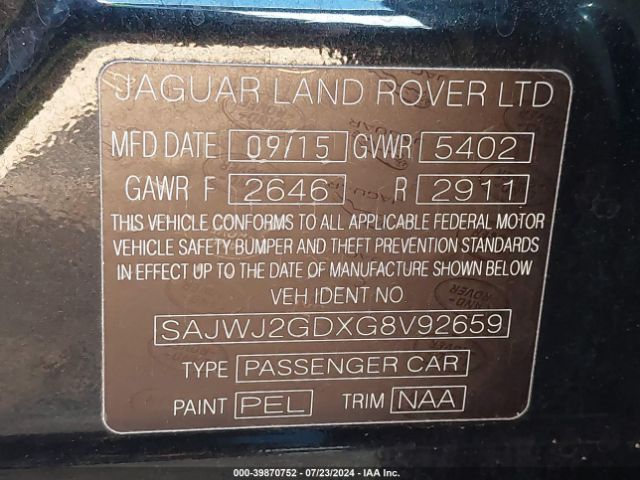 JAGUAR LAND ROVER LTD
MFD DATE 09/15 GVWR 5402
GAWR F 2646 R 2911
THIS VEHICLE CONFORMS TO ALL APPLICABLE FEDERAL MOTOR
VEHICLE SAFETY BUMPER AND THEFT PREVENTION STANDARDS
IN EFFECT UP TO THE DATE OF MANUFACTURE SHOWN BELOW
VEH IDENT NO
SAJWJ2GDXG8V92659
TYPE PASSENGER CAR
PAINT PEL TRIM NAA
000-39870752 - 07/23/2024 - IAA Inc.